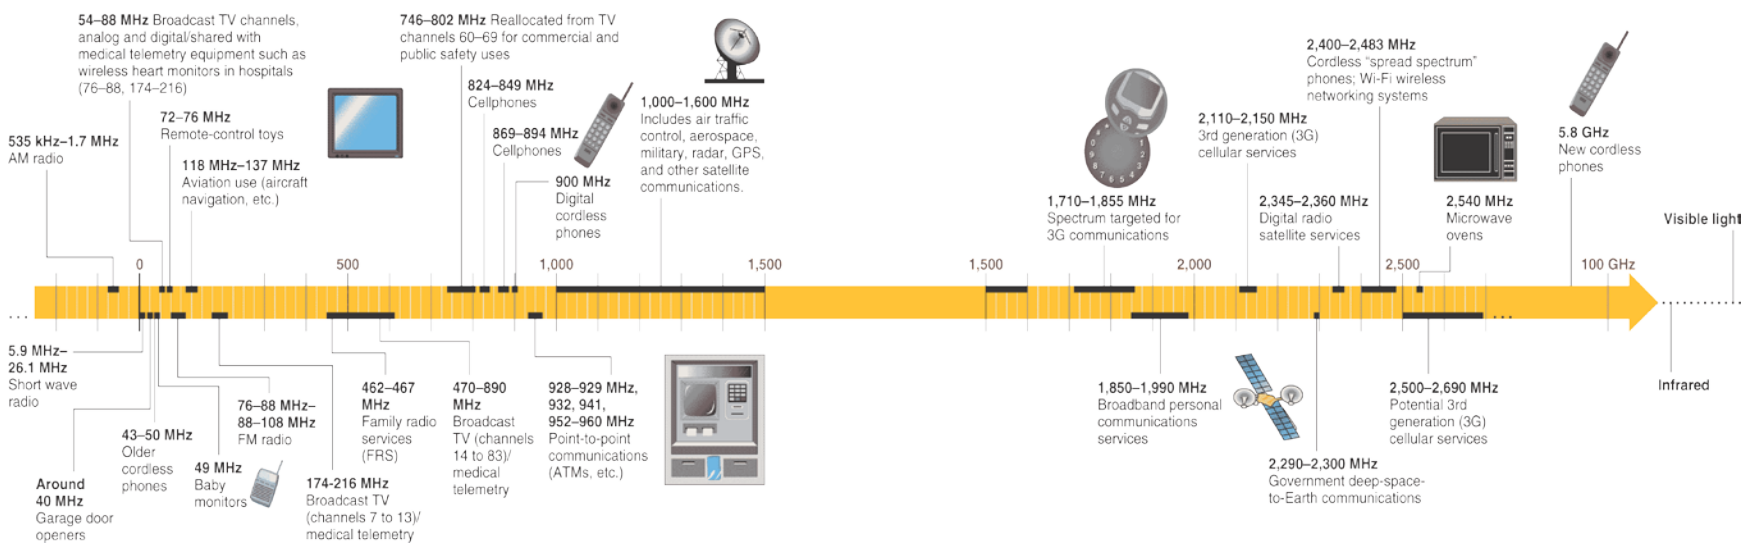 54–88 MHz Broadcast TV channels,
analog and digital/shared with
medical telemetry equipment such as
wireless heart monitors in hospitals
(76–88, 174–216)
746–802 MHz Reallocated from TV
channels 60–69 for commercial and
public safety uses
535 kHz–1.7 MHz
AM radio
72–76 MHz
Remote-control toys
118 MHz–137 MHz
Aviation use (aircraft
navigation, etc.)
824–849 MHz
Cellphones
869–894 MHz
Cellphones
900 MHz
Digital
cordless
phones
1,000–1,600 MHz
Includes air traffic
control, aerospace,
military, radar, GPS,
and other satellite
communications.
1,710–1,855 MHz
Spectrum targeted for
3G communications
2,110–2,150 MHz
3rd generation (3G)
cellular services
2,345–2,360 MHz
Digital radio
satellite services
2,400–2,483 MHz
Cordless “spread spectrum”
phones; Wi-Fi wireless
networking systems
2,540 MHz
Microwave
ovens
5.8 GHz
New cordless
phones
Visible light
0
500
1,000
1,500
1,500
2,000
2,500
100 GHz
5.9 MHz–
26.1 MHz
Short wave
radio
Around
40 MHz
Garage door
openers
43–50 MHz
Older
cordless
phones
49 MHz
Baby
monitors
76–88 MHz–
88–108 MHz
FM radio
174-216 MHz
Broadcast TV
(channels 7 to 13)/
medical telemetry
462–467
MHz
Family radio
services
(FRS)
470–890
MHz
Broadcast
TV (channels
14 to 83)/
medical
telemetry
928–929 MHz,
932, 941,
952–960 MHz
Point-to-point
communications
(ATMs, etc.)
1,850–1,990 MHz
Broadband personal
communications
services
2,290–2,300 MHz
Government deep-space-
to-Earth communications
2,500–2,690 MHz
Potential 3rd
generation (3G)
cellular services
Infrared